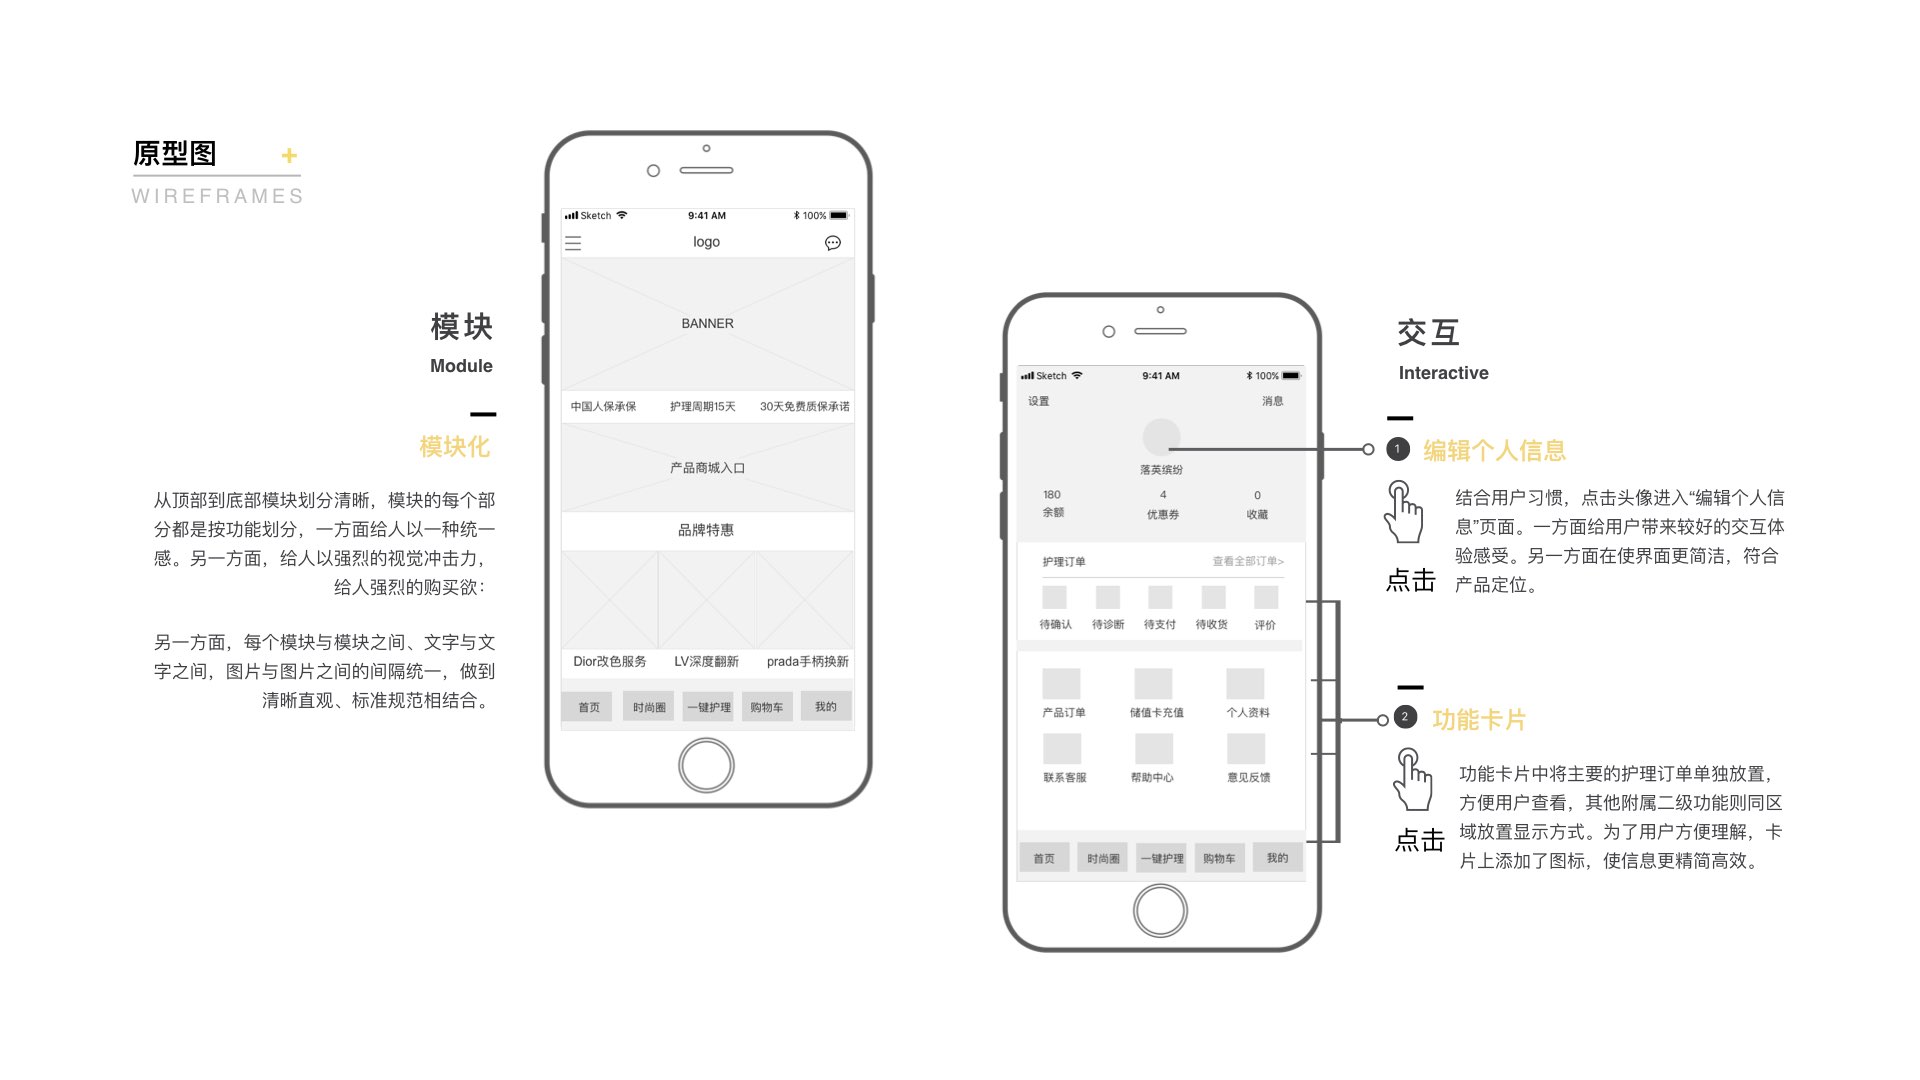 原型图 +
WIREFRAMES
模块
Module
模块化
从顶部到底部模块划分清晰，模块的每个部
分都是按功能划分，一方面给人以一种统一
感。另一方面，给人以强烈的视觉冲击力，
给人强烈的购买欲：
另一方面，每个模块与模块之间、文字与文
字之间，图片与图片之间的间隔统一，做到
清晰直观、标准规范相结合。
Sketch 9:41 AM 100%
logo
BANNER
中国人保承保 护理周期15天 30天免费质保承诺
产品商城入口
品牌特惠
Dior改色服务 LV深度翻新 prada手柄换新
首页 时尚圈 一键护理 购物车 我的
Sketch 9:41 AM 100%
设置 消息
落英缤纷
180 4 0
余额 优惠券 收藏
护理订单 查看全部订单>
待确认 待诊断 待支付 待收货 评价
产品订单 储值卡充值 个人资料
联系客服 帮助中心 意见反馈
首页 时尚圈 一键护理 购物车 我的
交互
Interactive
1 编辑个人信息
点击
结合用户习惯，点击头像进入“编辑个人信
息”页面。一方面给用户带来较好的交互体
验感受。另一方面在使界面更简洁，符合
产品定位。
2 功能卡片
点击
功能卡片中将主要的护理订单单独放置，
方便用户查看，其他附属二级功能则同区
域放置显示方式。为了用户方便理解，卡
片上添加了图标，使信息更精简高效。